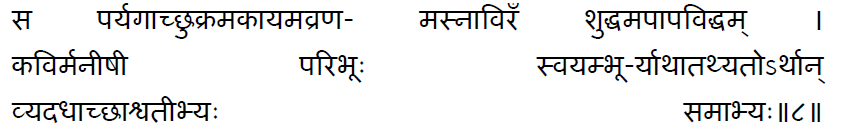 स पर्यगाच्छुक्रमकायमव्रण- मस्नाविरँ शुद्धमपापविद्धम् ।
कविर्मनीषी परिभूः स्वयम्भू-र्याथातथ्यतोऽर्थान्
व्यदधाच्छाश्वतीभ्यः समाभ्यः॥८॥